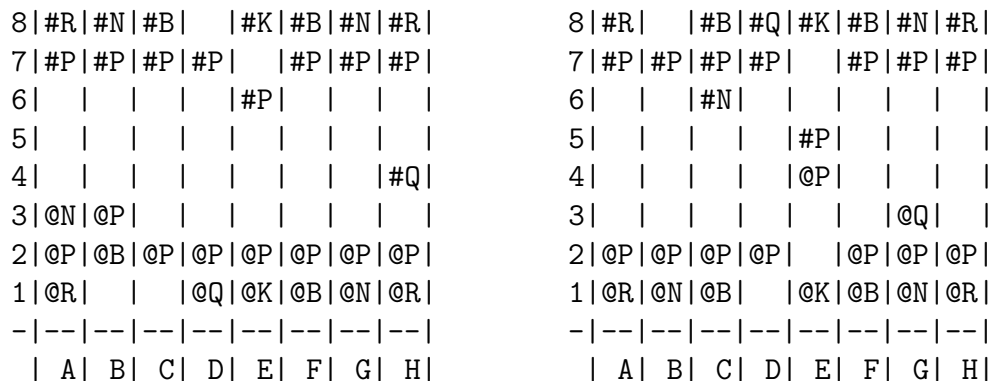 8|#R|#N|#B|  |#K|#B|#N|#R|
7|#P|#P|#P|#P|  |#P|#P|#P|
6|  |  |  |  |#P|  |  |  |
5|  |  |  |  |  |  |  |  |
4|  |  |  |  |  |  |  |#Q|
3|@N|@P|  |  |  |  |  |  |
2|@P|@B|@P|@P|@P|@P|@P|@P|
1|@R|  |  |@Q|@K|@B|@N|@R|
-|--|--|--|--|--|--|--|--|
 | A| B| C| D| E| F| G| H|
8|#R|  |#B|#Q|#K|#B|#N|#R|
7|#P|#P|#P|#P|  |#P|#P|#P|
6|  |  |#N|  |  |  |  |  |
5|  |  |  |  |#P|  |  |  |
4|  |  |  |  |@P|  |  |  |
3|  |  |  |  |  |  |@Q|  |
2|@P|@P|@P|@P|  |@P|@P|@P|
1|@R|@N|@B|  |@K|@B|@N|@R|
-|--|--|--|--|--|--|--|--|
 | A| B| C| D| E| F| G| H|